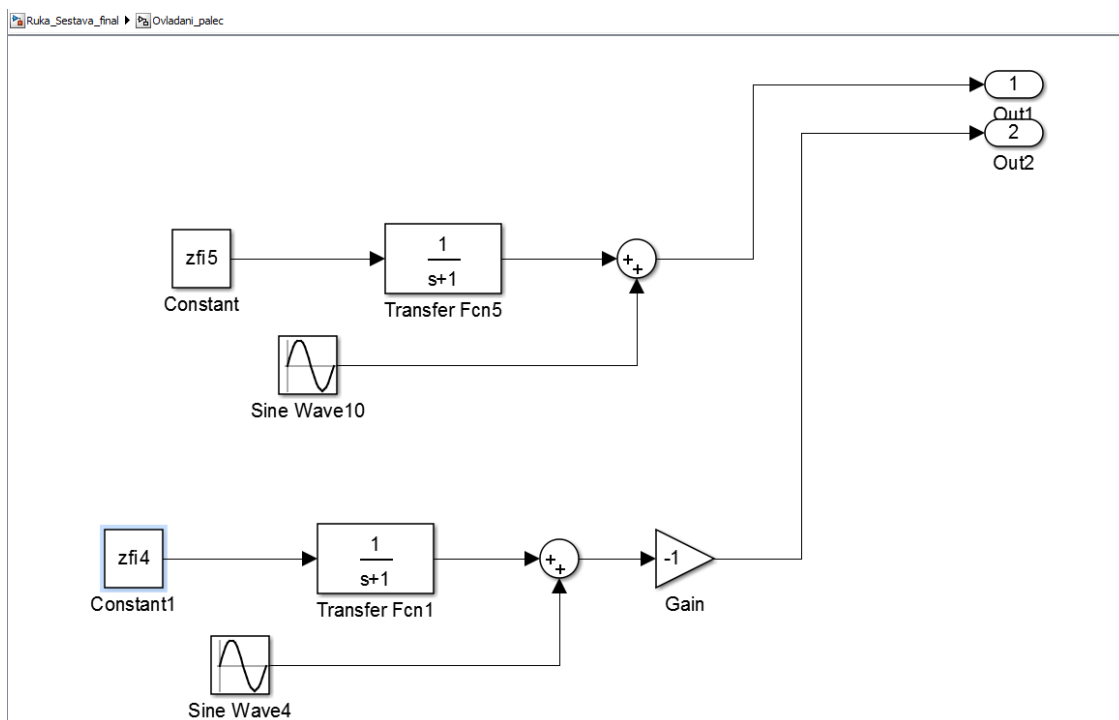 Ruka_Sestava_final ▶ Ovladani_palec
1
Out1
2
Out2
zfi5
Constant
1
s+1
Transfer Fcn5
+
+
Sine Wave10
zfi4
Constant1
1
s+1
Transfer Fcn1
+
+
-1
Gain
Sine Wave4